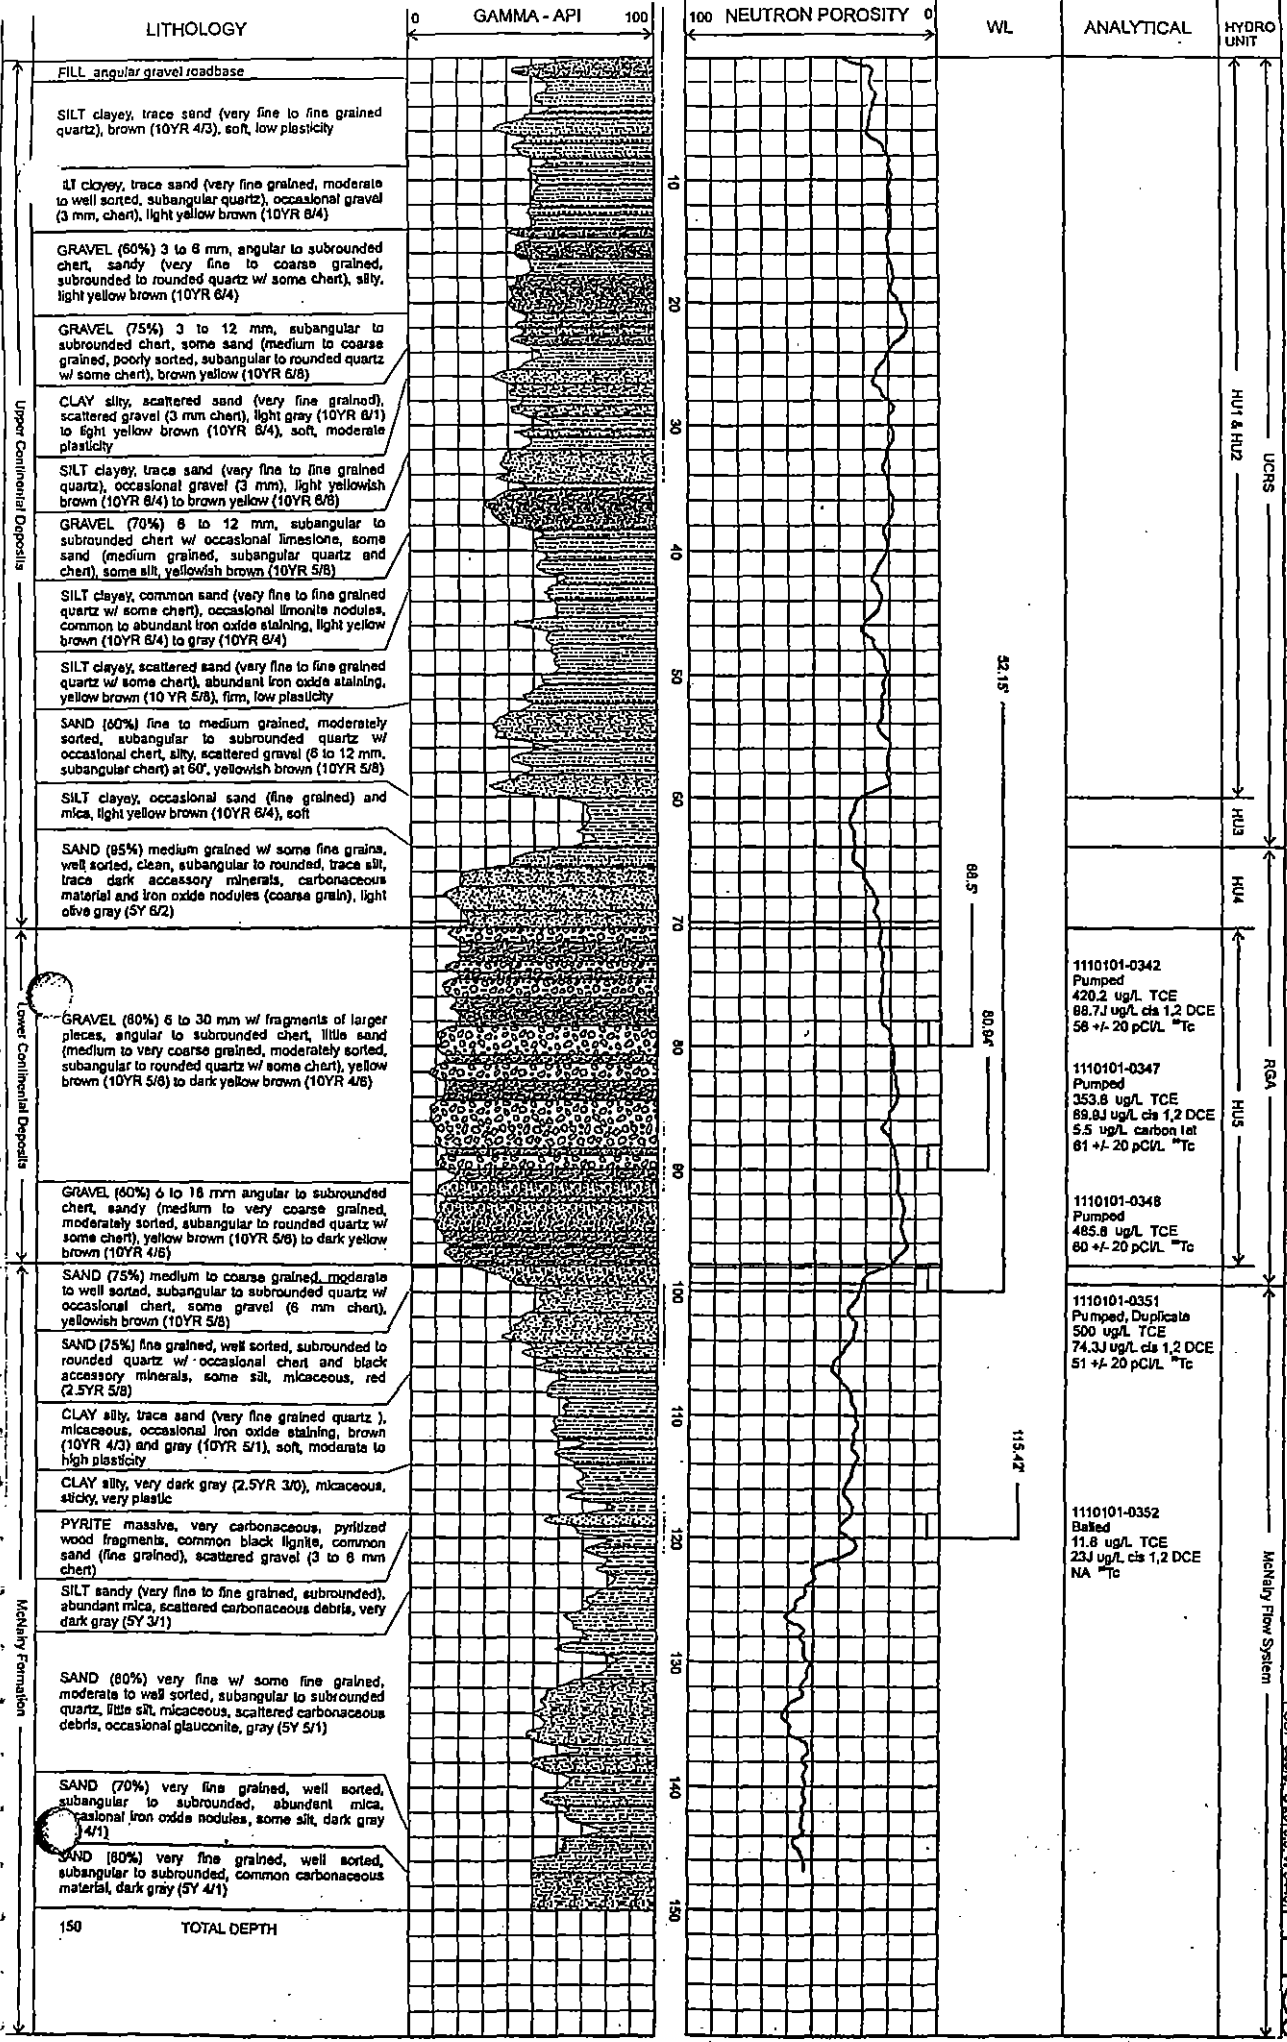 LITHOLOGY
0 GAMMA - API 100
100 NEUTRON POROSITY 0
WL
ANALYTICAL
HYDRO
UNIT
FILL angular gravel roadbase
SILT clayey, trace sand (very fine to fine grained
quartz), brown (10YR 4/3), soft, low plasticity
ILT clayey, trace sand (very fine grained, moderate
to well sorted, subangular quartz), occasional gravel
(3 mm, chert), light yellow brown (10YR 6/4)
GRAVEL (60%) 3 to 6 mm, angular to subrounded
chert, sandy (very fine to coarse grained,
subrounded to rounded quartz w/ some chert), silty,
light yellow brown (10YR 6/4)
GRAVEL (75%) 3 to 12 mm, subangular to
subrounded chert, some sand (medium to coarse
grained, poorly sorted, subangular to rounded quartz
w/ some chert), brown yellow (10YR 6/8)
CLAY silty, scattered sand (very fine grained),
scattered gravel (3 mm chert), light gray (10YR 6/1)
to light yellow brown (10YR 6/4), soft, moderate
plasticity
SILT clayey, trace sand (very fine to fine grained
quartz), occasional gravel (3 mm), light yellowish
brown (10YR 6/4) to brown yellow (10YR 6/6)
GRAVEL (70%) 6 to 12 mm, subangular to
subrounded chert w/ occasional limestone, some
sand (medium grained, subangular quartz and
chert), some silt, yellowish brown (10YR 5/8)
SILT clayey, common sand (very fine to fine grained
quartz w/ some chert), occasional limonite nodules,
common to abundant iron oxide staining, light yellow
brown (10YR 6/4) to gray (10YR 6/4)
SILT clayey, scattered sand (very fine to fine grained
quartz w/ some chert), abundant iron oxide staining,
yellow brown (10 YR 5/8), firm, low plasticity
SAND (60%) fine to medium grained, moderately
sorted, subangular to subrounded quartz w/
occasional chert, silty, scattered gravel (6 to 12 mm,
subangular chert) at 60', yellowish brown (10YR 5/8)
SILT clayey, occasional sand (fine grained) and
mica, light yellow brown (10YR 6/4), soft
SAND (95%) medium grained w/ some fine grains,
well sorted, clean, subangular to rounded, trace silt,
trace dark accessory minerals, carbonaceous
material and iron oxide nodules (coarse grain), light
olive gray (5Y 6/2)
GRAVEL (80%) 6 to 30 mm w/ fragments of larger
pieces, angular to subrounded chert, little sand
(medium to very coarse grained, moderately sorted,
subangular to rounded quartz w/ some chert), yellow
brown (10YR 5/6) to dark yellow brown (10YR 4/6)
GRAVEL (60%) 6 to 18 mm angular to subrounded
chert, sandy (medium to very coarse grained,
moderately sorted, subangular to rounded quartz w/
some chert), yellow brown (10YR 5/6) to dark yellow
brown (10YR 4/6)
SAND (75%) medium to coarse grained, moderate
to well sorted, subangular to subrounded quartz w/
occasional chert, some gravel (6 mm chert),
yellowish brown (10YR 5/8)
SAND (75%) fine grained, well sorted, subrounded to
rounded quartz w/ occasional chert and black
accessory minerals, some silt, micaceous, red
(2.5YR 5/8)
CLAY silty, trace sand (very fine grained quartz ),
micaceous, occasional iron oxide staining, brown
(10YR 4/3) and gray (10YR 5/1), soft, moderate to
high plasticity
CLAY silty, very dark gray (2.5YR 3/0), micaceous,
sticky, very plastic
PYRITE massive, very carbonaceous, pyritized
wood fragments, common black lignite, common
sand (fine grained), scattered gravel (3 to 6 mm
chert)
SILT sandy (very fine to fine grained, subrounded),
abundant mica, scattered carbonaceous debris, very
dark gray (5Y 3/1)
SAND (80%) very fine w/ some fine grained,
moderate to well sorted, subangular to subrounded
quartz, little silt, micaceous, scattered carbonaceous
debris, occasional glauconite, gray (5Y 5/1)
SAND (70%) very fine grained, well sorted,
subangular to subrounded, abundant mica,
casional iron oxide nodules, some silt, dark gray
4/1)
SAND (80%) very fine grained, well sorted,
subangular to subrounded, common carbonaceous
material, dark gray (5Y 4/1)
150 TOTAL DEPTH
Upper Continental Deposits
Lower Continental Deposits
McNairy Formation
10
20
30
40
50
60
70
80
90
100
110
120
130
140
150
52.15'
88.5'
80.94'
115.42'
1110101-0342
Pumped
420.2 ug/L TCE
88.7J ug/L cis 1,2 DCE
56 +/- 20 pCi/L ⁹⁹Tc
1110101-0347
Pumped
353.8 ug/L TCE
89.9J ug/L cis 1,2 DCE
5.5 ug/L carbon tet
61 +/- 20 pCi/L ⁹⁹Tc
1110101-0348
Pumped
485.8 ug/L TCE
60 +/- 20 pCi/L ⁹⁹Tc
1110101-0351
Pumped, Duplicate
500 ug/L TCE
74.3J ug/L cis 1,2 DCE
51 +/- 20 pCi/L ⁹⁹Tc
1110101-0352
Bailed
11.8 ug/L TCE
23J ug/L cis 1,2 DCE
NA ⁹⁹Tc
HU1 & HU2
HU3
HU4
HU5
UCRS
RGA
McNairy Flow System